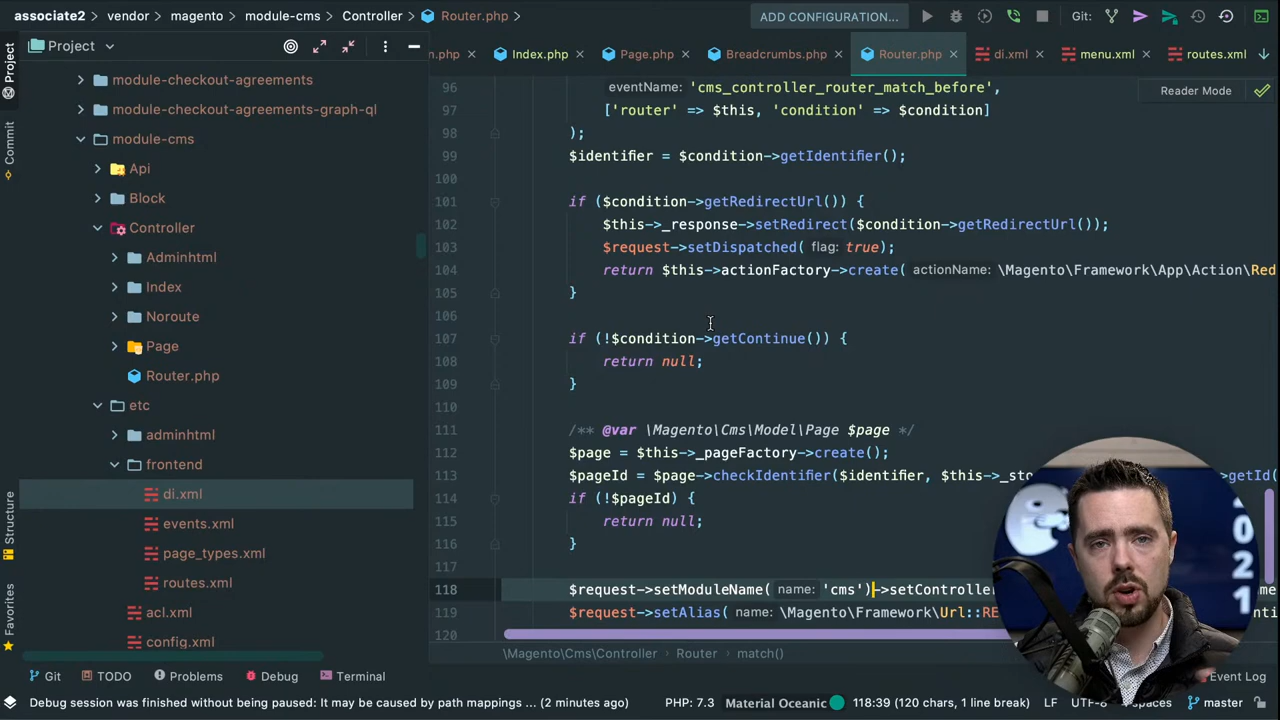 associate2 > vendor > magento > module-cms > Controller > Router.php >
ADD CONFIGURATION...
Git:
Project
n.php
Index.php
Page.php
Breadcrumbs.php
Router.php
di.xml
menu.xml
routes.xml
Project
Commit
Structure
Favorites
module-checkout-agreements
module-checkout-agreements-graph-ql
module-cms
Api
Block
Controller
Adminhtml
Index
Noroute
Page
Router.php
etc
adminhtml
frontend
di.xml
events.xml
page_types.xml
routes.xml
acl.xml
config.xml
Reader Mode
96 eventName: 'cms_controller_router_match_before',
97 ['router' => $this, 'condition' => $condition]
98 );
99 $identifier = $condition->getIdentifier();
100
101 if ($condition->getRedirectUrl()) {
102 $this->_response->setRedirect($condition->getRedirectUrl());
103 $request->setDispatched( flag: true);
104 return $this->actionFactory->create( actionName: \Magento\Framework\App\Action\Red
105 }
106
107 if (!$condition->getContinue()) {
108 return null;
109 }
110
111 /** @var \Magento\Cms\Model\Page $page */
112 $page = $this->_pageFactory->create();
113 $pageId = $page->checkIdentifier($identifier, $this->_sto getId(
114 if (!$pageId) {
115 return null;
116 }
117
118 $request->setModuleName( name: 'cms')->setController
119 $request->setAlias( name: \Magento\Framework\Url::RE
120
2021
\Magento\Cms\Controller > Router > match()
Git
TODO
Problems
Debug
Terminal
Event Log
Debug session was finished without being paused: It may be caused by path mappings ... (2 minutes ago)
PHP: 7.3
Material Oceanic
118:39 (120 chars, 1 line break)
LF
UTF-8
master